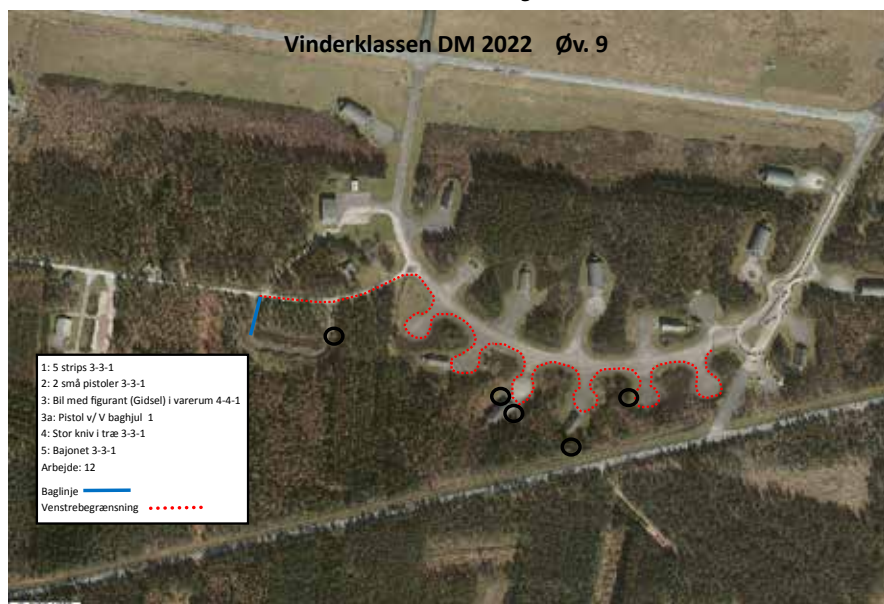 Vinderklassen DM 2022 Øv. 9
1: 5 strips 3-3-1
2: 2 små pistoler 3-3-1
3: Bil med figurant (Gidsel) i varerum 4-4-1
3a: Pistol v/ V baghjul 1
4: Stor kniv i træ 3-3-1
5: Bajonet 3-3-1
Arbejde: 12
Baglinje
Venstrebegrænsning